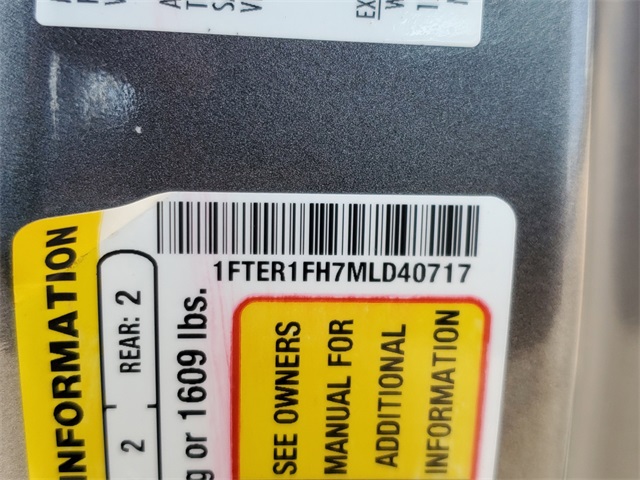 1FTER1FH7MLD40717
INFORMATION
2 REAR: 2
g or 1609 lbs.
SEE OWNERS
MANUAL FOR
ADDITIONAL
INFORMATION